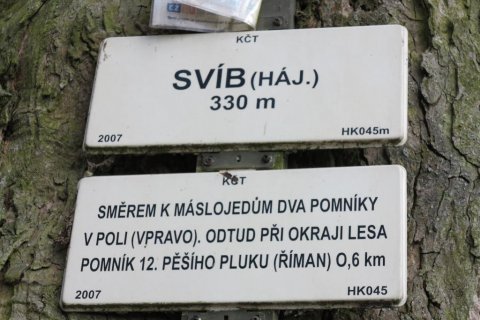 KČT
SVÍB (HÁJ.)
330 m
2007 HK045m
KČT
SMĚREM K MÁSLOJEDŮM DVA POMNÍKY
V POLI (VPRAVO). ODTUD PŘI OKRAJI LESA
POMNÍK 12. PĚŠÍHO PLUKU (ŘÍMAN) 0,6 km
2007 HK045